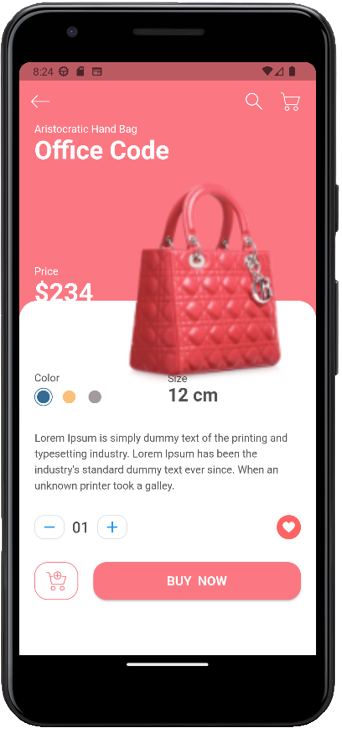 8:24
Aristocratic Hand Bag
Office Code
Price
$234
Color
Size
12 cm
Lorem Ipsum is simply dummy text of the printing and
typesetting industry. Lorem Ipsum has been the
industry's standard dummy text ever since. When an
unknown printer took a galley.
01
BUY NOW